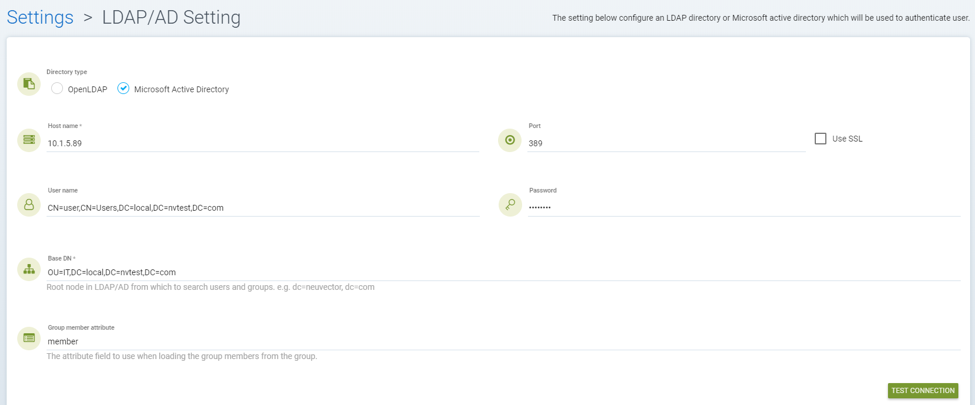 Settings > LDAP/AD Setting
The setting below configure an LDAP directory or Microsoft active directory which will be used to authenticate user.
Directory type
OpenLDAP Microsoft Active Directory
Host name * Port
10.1.5.89 389 Use SSL
User name Password
CN=user,CN=Users,DC=local,DC=nvtest,DC=com ••••••••
Base DN *
OU=IT,DC=local,DC=nvtest,DC=com
Root node in LDAP/AD from which to search users and groups. e.g. dc=neuvector, dc=com
Group member attribute
member
The attribute field to use when loading the group members from the group.
TEST CONNECTION